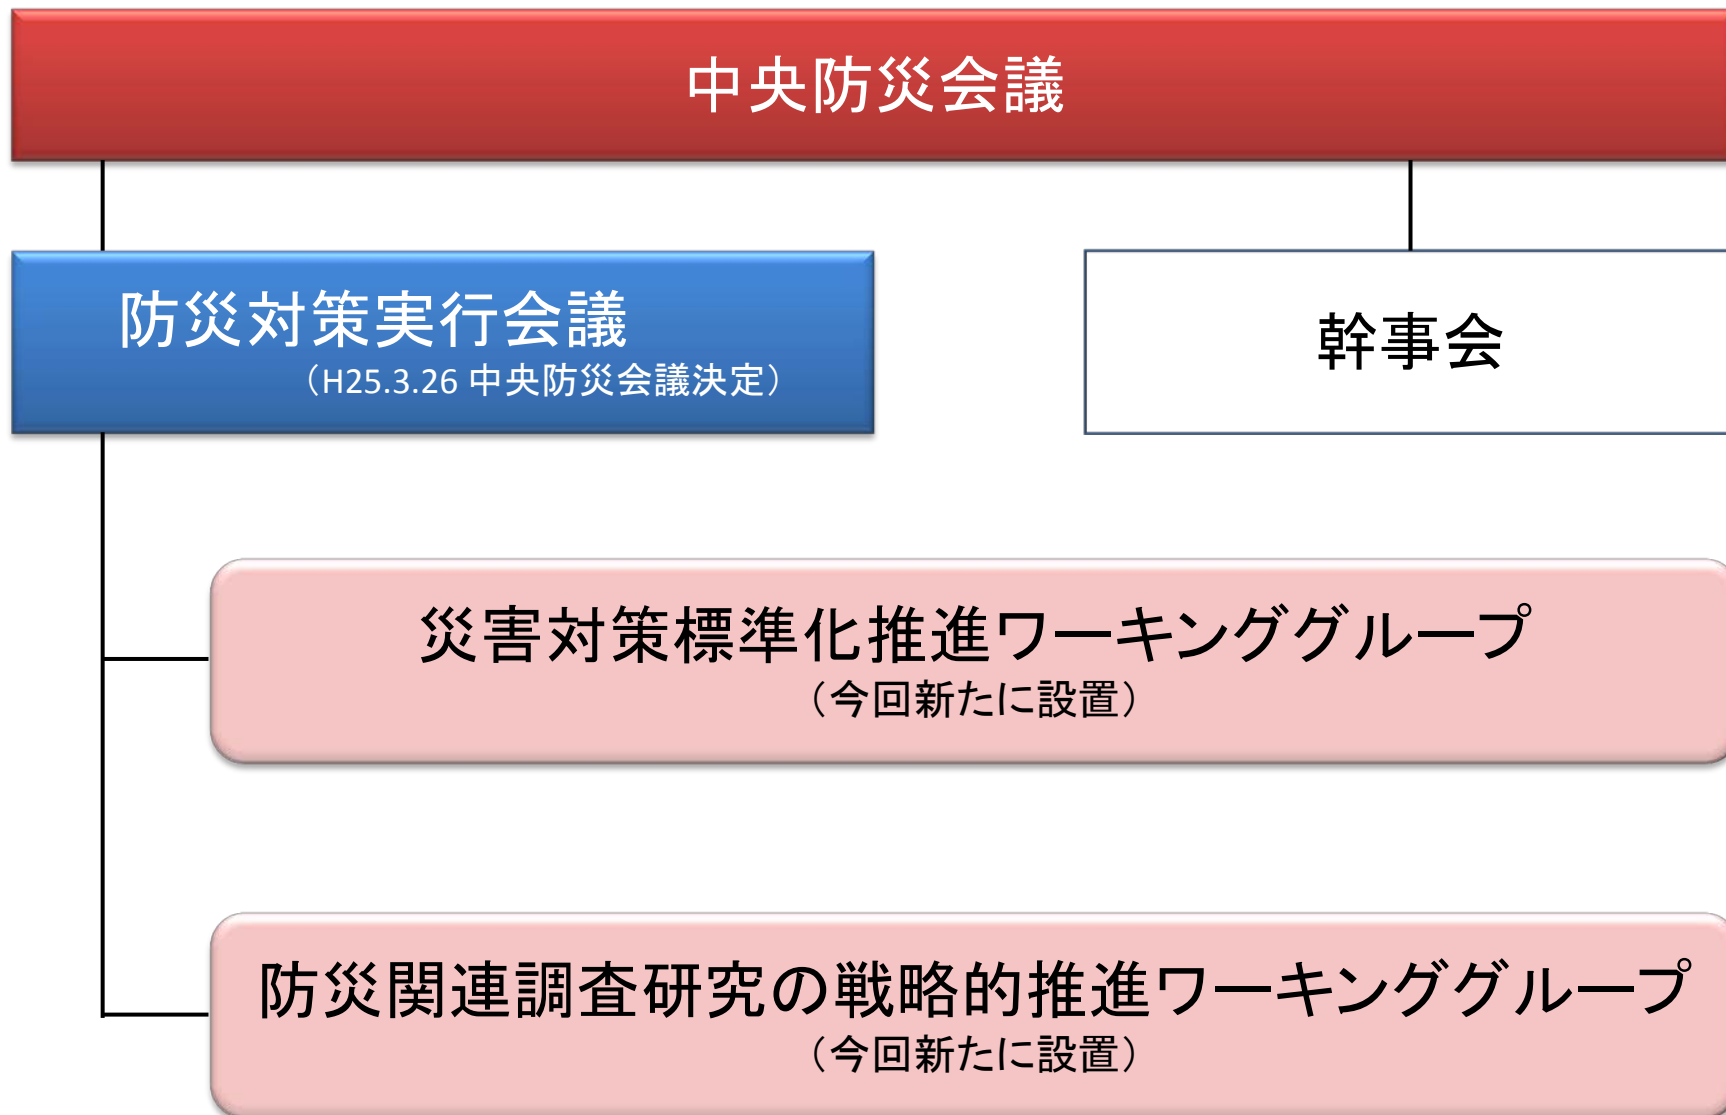 中央防災会議
防災対策実行会議
（H25.3.26 中央防災会議決定）
幹事会
災害対策標準化推進ワーキンググループ
（今回新たに設置）
防災関連調査研究の戦略的推進ワーキンググループ
（今回新たに設置）